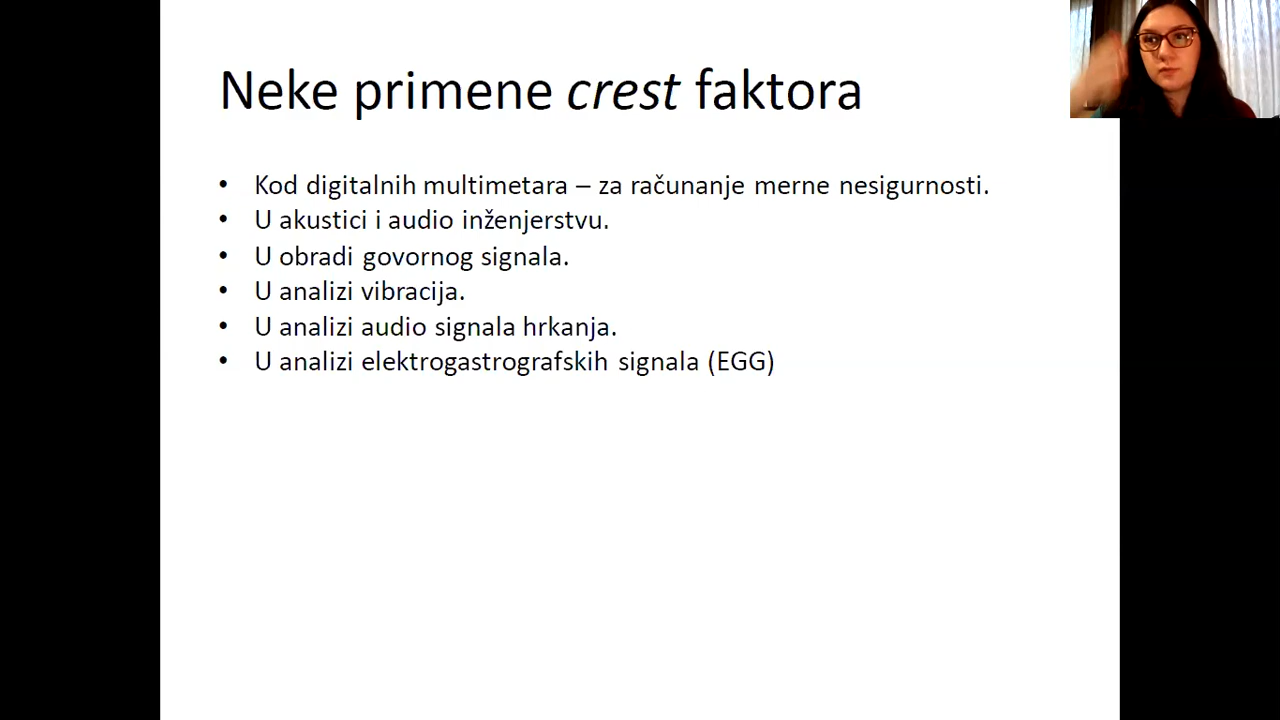 Neke primene crest faktora
• Kod digitalnih multimetara – za računanje merne nesigurnosti.
• U akustici i audio inženjerstvu.
• U obradi govornog signala.
• U analizi vibracija.
• U analizi audio signala hrkanja.
• U analizi elektrogastrografskih signala (EGG)